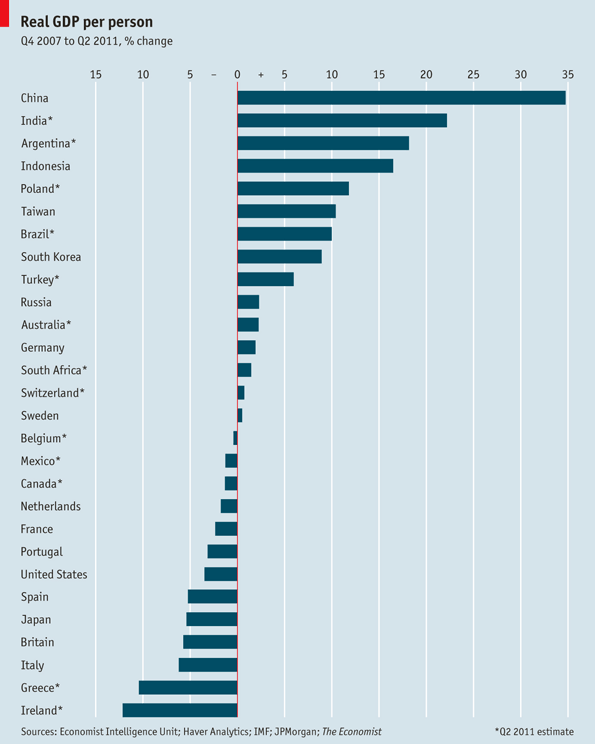 Real GDP per person
Q4 2007 to Q2 2011, % change
15 10 5 – 0 + 5 10 15 20 25 30 35
China
India*
Argentina*
Indonesia
Poland*
Taiwan
Brazil*
South Korea
Turkey*
Russia
Australia*
Germany
South Africa*
Switzerland*
Sweden
Belgium*
Mexico*
Canada*
Netherlands
France
Portugal
United States
Spain
Japan
Britain
Italy
Greece*
Ireland*
Sources: Economist Intelligence Unit; Haver Analytics; IMF; JPMorgan; The Economist *Q2 2011 estimate